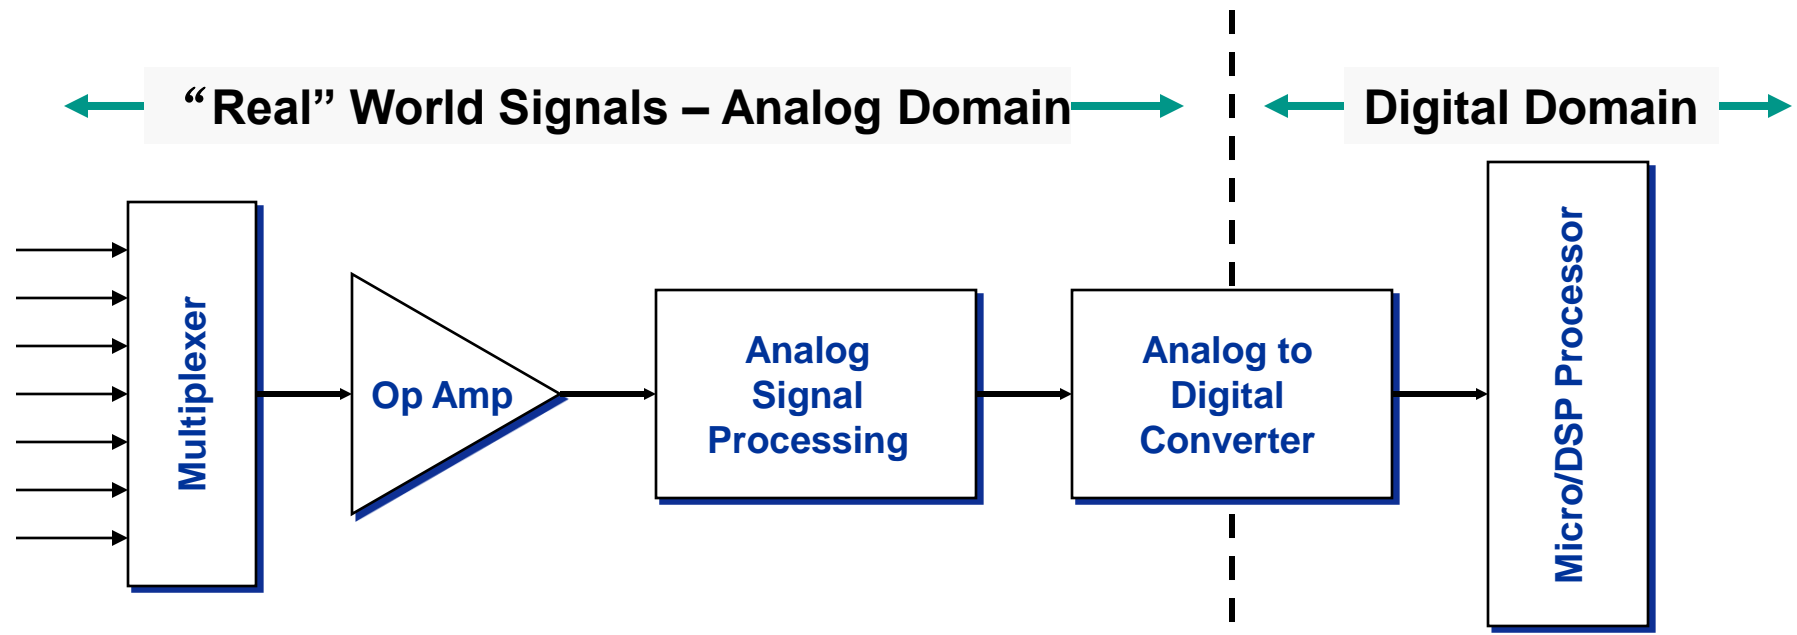 “Real” World Signals – Analog Domain
Digital Domain
Multiplexer
Op Amp
Analog
Signal
Processing
Analog to
Digital
Converter
Micro/DSP Processor